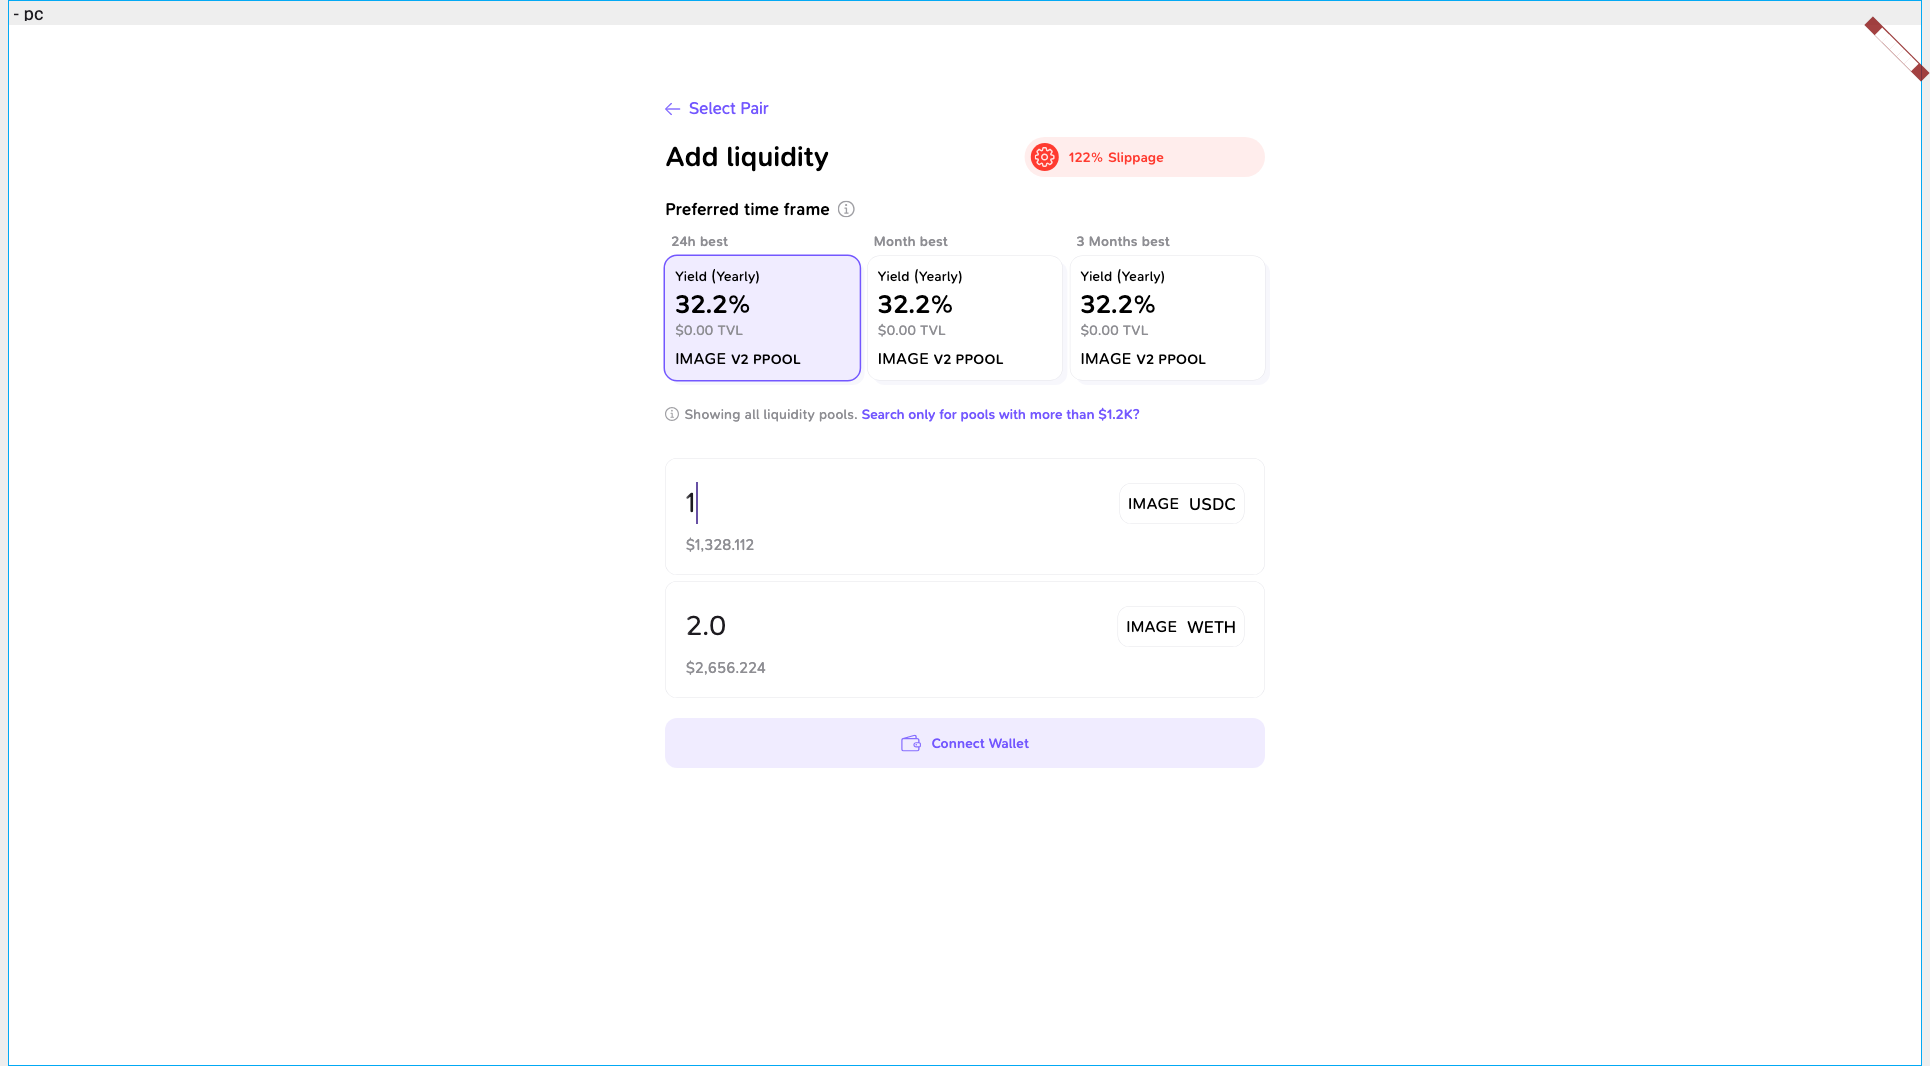 - pc
Select Pair
Add liquidity
122% Slippage
Preferred time frame
24h best
Yield (Yearly)
32.2%
$0.00 TVL
IMAGE V2 PPOOL
Month best
Yield (Yearly)
32.2%
$0.00 TVL
IMAGE V2 PPOOL
3 Months best
Yield (Yearly)
32.2%
$0.00 TVL
IMAGE V2 PPOOL
Showing all liquidity pools. Search only for pools with more than $1.2K?
1
IMAGE USDC
$1,328.112
2.0
IMAGE WETH
$2,656.224
Connect Wallet